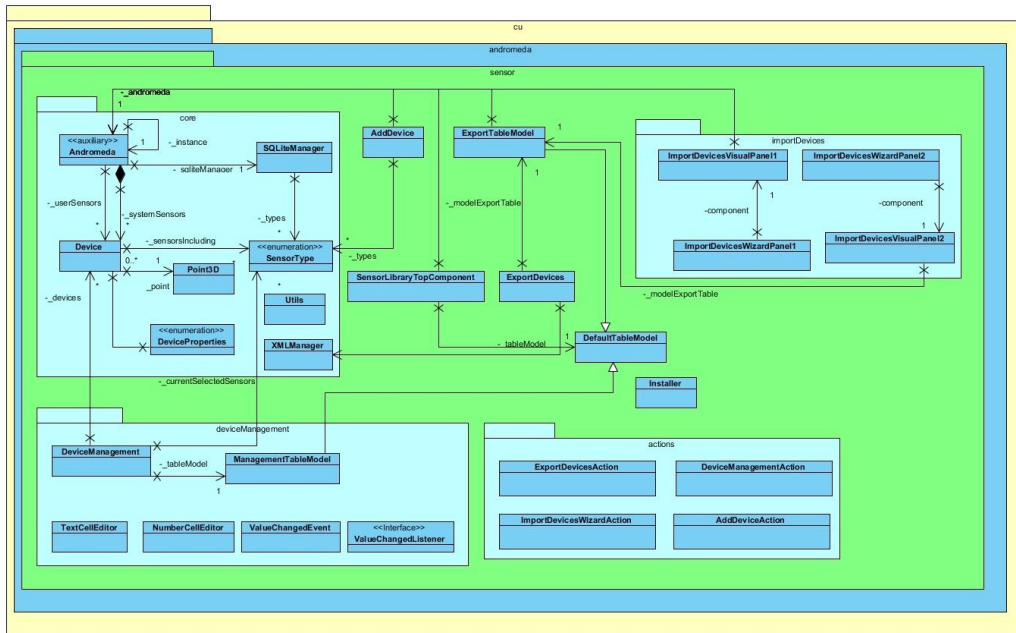 cu
andromeda
sensor
-_andromeda
1
core
<<auxiliary>>
Andromeda
1
-_instance
-_sqliteManager 1
SQLiteManager
AddDevice
ExportTableModel
1
importDevices
ImportDevicesVisualPanel1
ImportDevicesWizardPanel2
-_userSensors
-_systemSensors
-_types
-_modelExportTable
1
-component
1
-component
1
*
*
*
Device
-_sensorsIncluding
*
<<enumeration>>
SensorType
*
-_types
ImportDevicesWizardPanel1
ImportDevicesVisualPanel2
0..*
1
Point3D
_point
*
*
SensorLibraryTopComponent
ExportDevices
-_modelExportTable
-_devices
*
Utils
<<enumeration>>
DeviceProperties
XMLManager
-_tableModel
1
DefaultTableModel
-_currentSelectedSensors
Installer
deviceManagement
DeviceManagement
-_tableModel
1
ManagementTableModel
actions
ExportDevicesAction
DeviceManagementAction
TextCellEditor
NumberCellEditor
ValueChangedEvent
<<Interface>>
ValueChangedListener
ImportDevicesWizardAction
AddDeviceAction